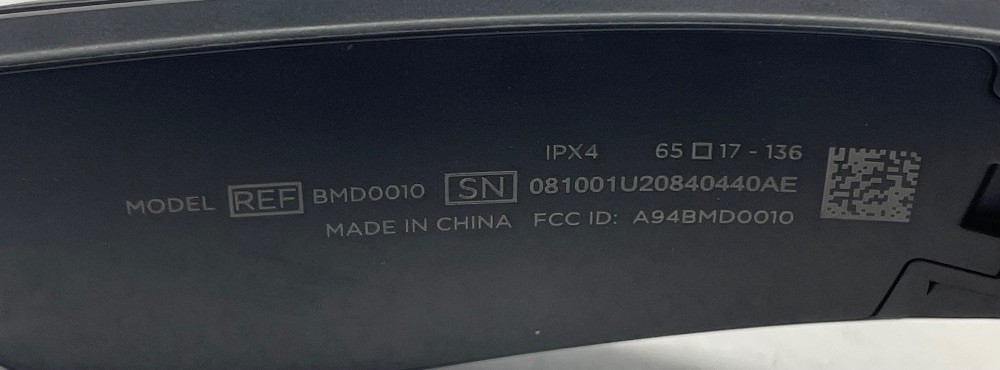 IPX4 65 □ 17 - 136
MODEL REF BMD0010 SN 081001U20840440AE
MADE IN CHINA FCC ID: A94BMD0010